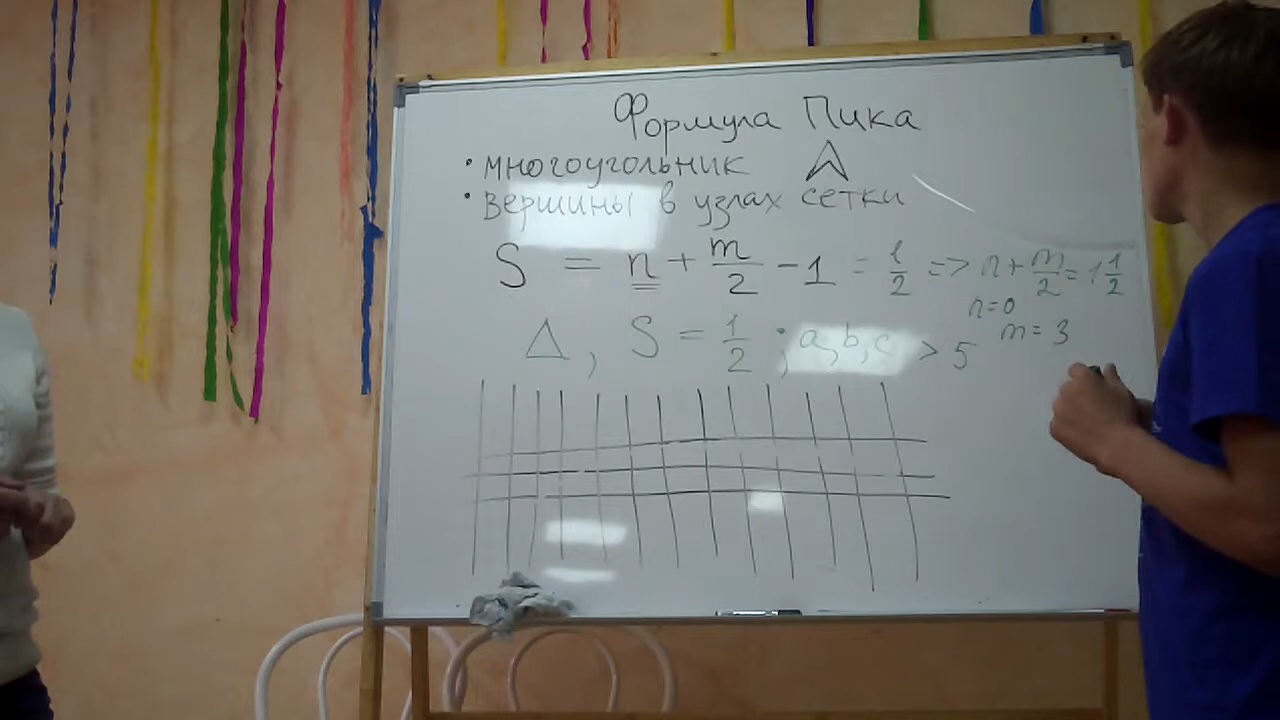 Формула Пика
• многоугольник
• вершины в узлах сетки
S = n + m/2 - 1 = 1/2 => n + m/2 = 1 1/2
n=0
m = 3
Δ, S = 1/2 ; a, b, c > 5